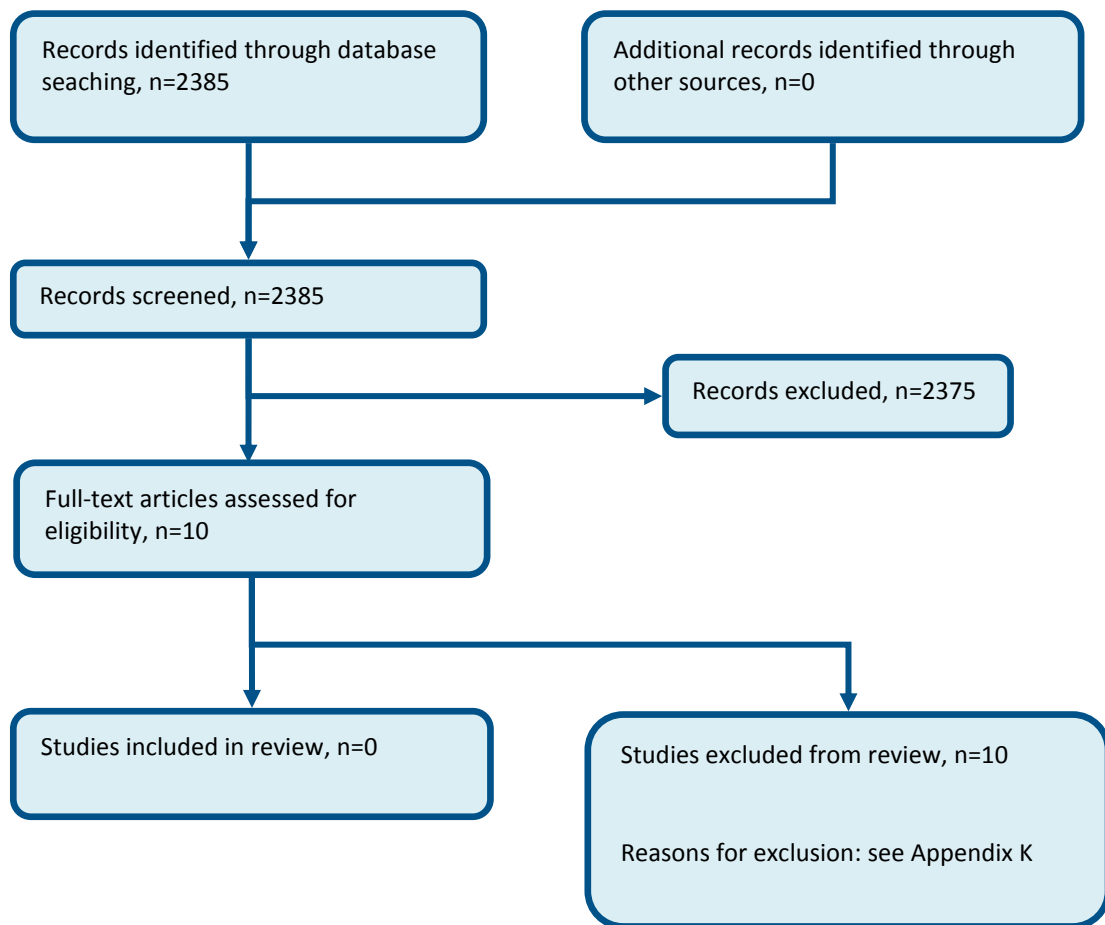 Records identified through database
seaching, n=2385
Additional records identified through
other sources, n=0
Records screened, n=2385
Records excluded, n=2375
Full-text articles assessed for
eligibility, n=10
Studies included in review, n=0
Studies excluded from review, n=10
Reasons for exclusion: see Appendix K